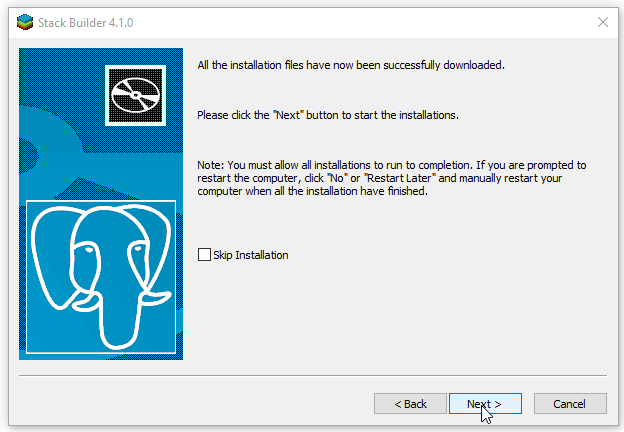 Stack Builder 4.1.0
All the installation files have now been successfully downloaded.
Please click the "Next" button to start the installations.
Note: You must allow all installations to run to completion. If you are prompted to
restart the computer, click "No" or "Restart Later" and manually restart your
computer when all the installation have finished.
Skip Installation
< Back
Next >
Cancel